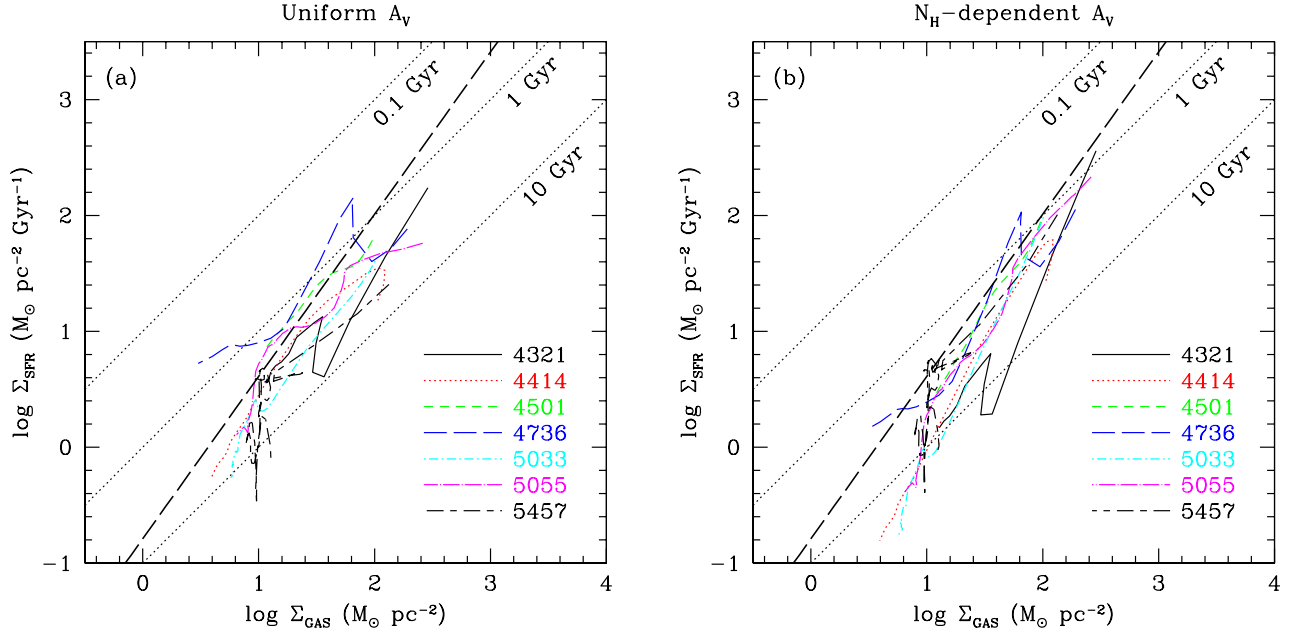 Uniform A_V
(a)
0.1 Gyr
1 Gyr
10 Gyr
3
2
1
0
−1
log Σ_SFR (M_⊙ pc⁻² Gyr⁻¹)
4321
4414
4501
4736
5033
5055
5457
0 1 2 3 4
log Σ_GAS (M_⊙ pc⁻²)
N_H−dependent A_V
(b)
0.1 Gyr
1 Gyr
10 Gyr
3
2
1
0
−1
log Σ_SFR (M_⊙ pc⁻² Gyr⁻¹)
4321
4414
4501
4736
5033
5055
5457
0 1 2 3 4
log Σ_GAS (M_⊙ pc⁻²)